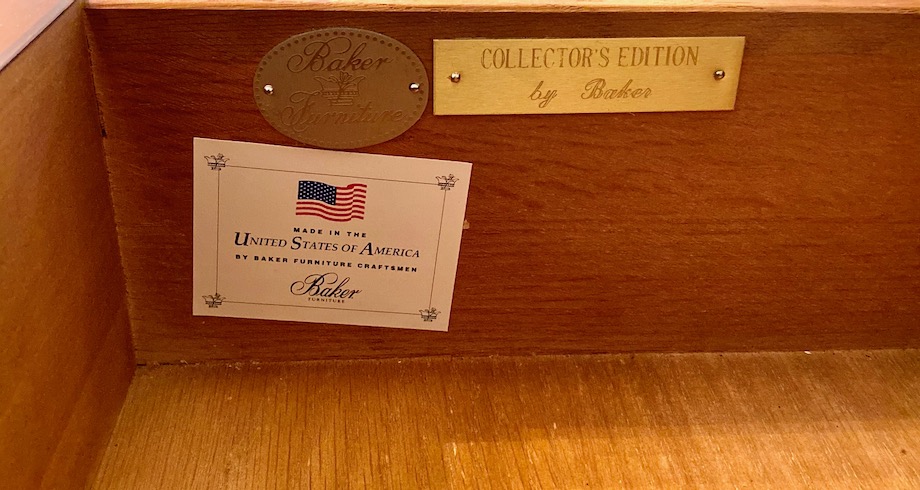 Baker
Furniture
COLLECTOR'S EDITION
by Baker
MADE IN THE
UNITED STATES OF AMERICA
BY BAKER FURNITURE CRAFTSMEN
Baker
FURNITURE